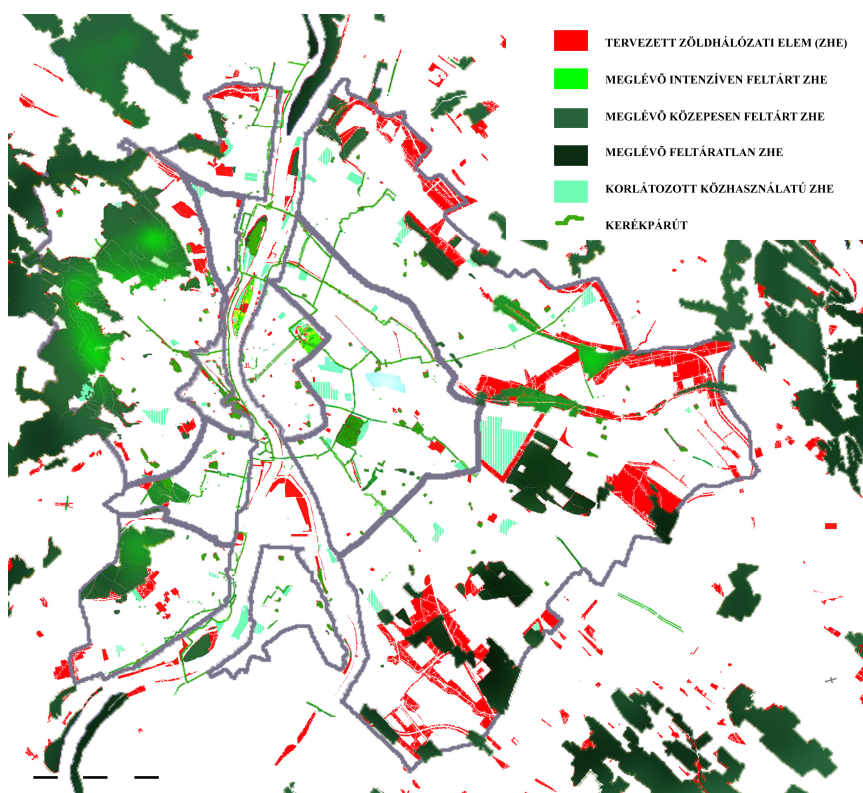 TERVEZETT ZÖLDHÁLÓZATI ELEM (ZHE)
MEGLÉVÕ INTENZÍVEN FELTÁRT ZHE
MEGLÉVÕ KÖZEPESEN FELTÁRT ZHE
MEGLÉVÕ FELTÁRATLAN ZHE
KORLÁTOZOTT KÖZHASZNÁLATÚ ZHE
KERÉKPÁRÚT